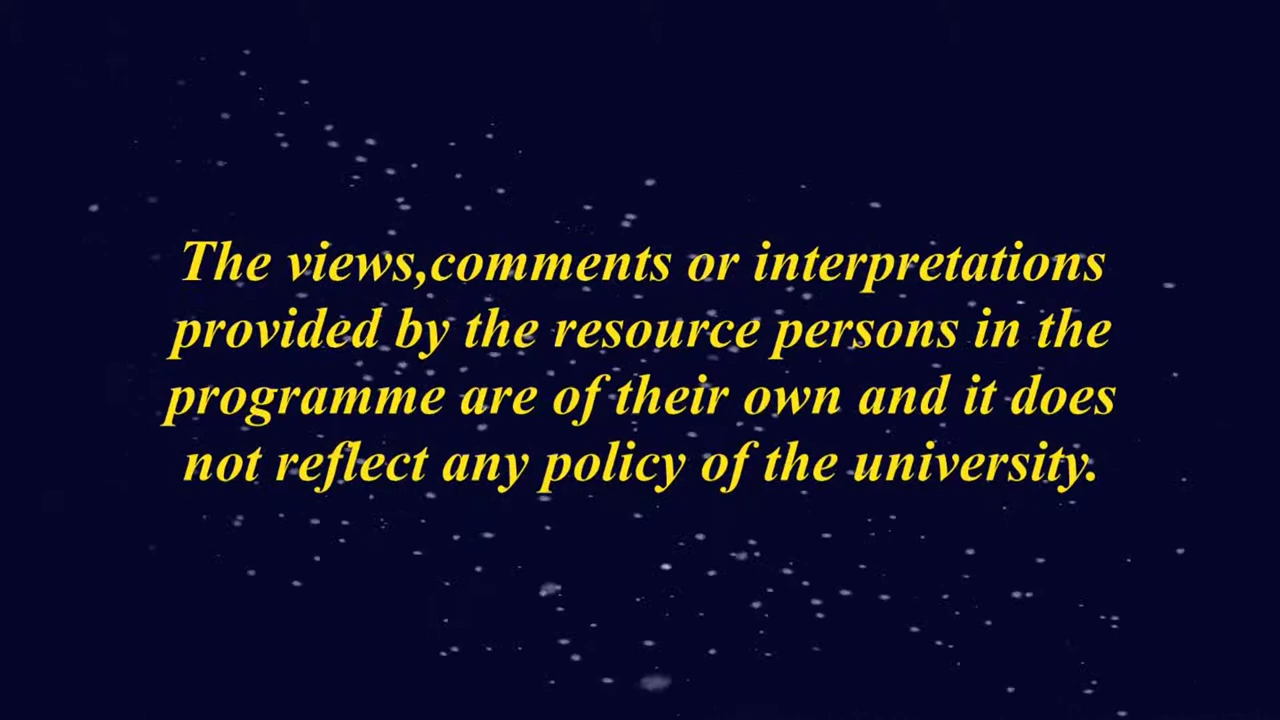 The views,comments or interpretations
provided by the resource persons in the
programme are of their own and it does
not reflect any policy of the university.